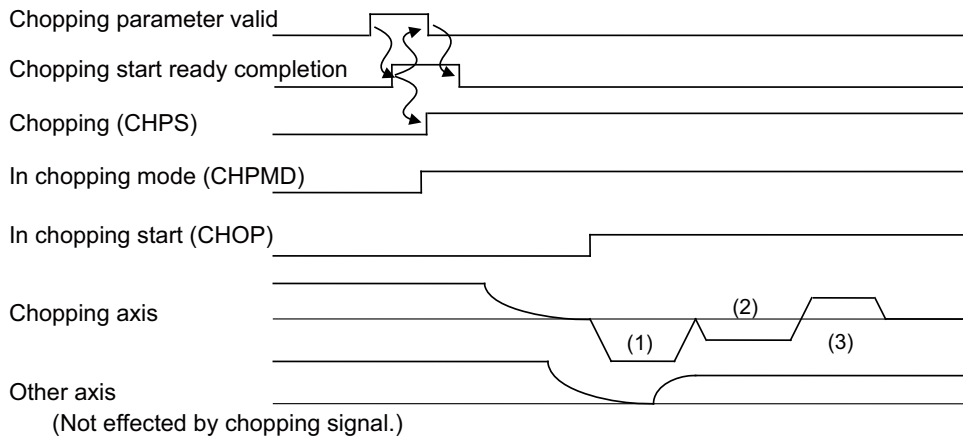 Chopping parameter valid
Chopping start ready completion
Chopping (CHPS)
In chopping mode (CHPMD)
In chopping start (CHOP)
Chopping axis
(1)
(2)
(3)
Other axis
(Not effected by chopping signal.)